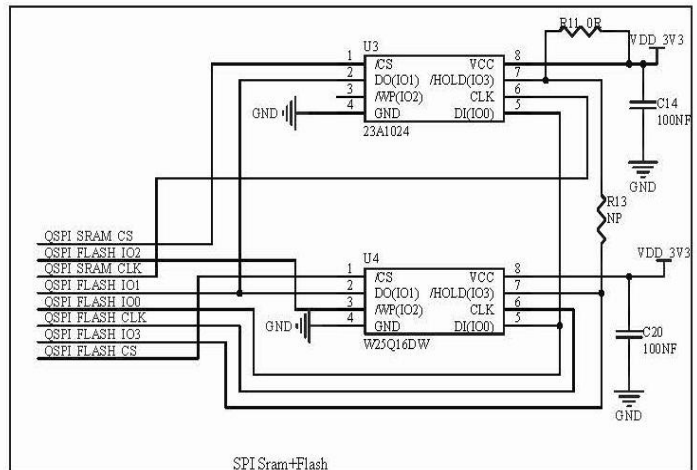 R11 0R
VDD_3V3
U3
1 /CS VCC 8
2 DO(IO1) /HOLD(IO3) 7
3 /WP(IO2) CLK 6
4 GND DI(IO0) 5
GND
23A1024
C14
100NF
GND
R13
NP
QSPI SRAM CS
QSPI FLASH IO2
QSPI SRAM CLK
QSPI FLASH IO1
QSPI FLASH IO0
QSPI FLASH CLK
QSPI FLASH IO3
QSPI FLASH CS
VDD_3V3
U4
1 /CS VCC 8
2 DO(IO1) /HOLD(IO3) 7
3 /WP(IO2) CLK 6
4 GND DI(IO0) 5
GND
W25Q16DW
C20
100NF
GND
SPI Sram+Flash